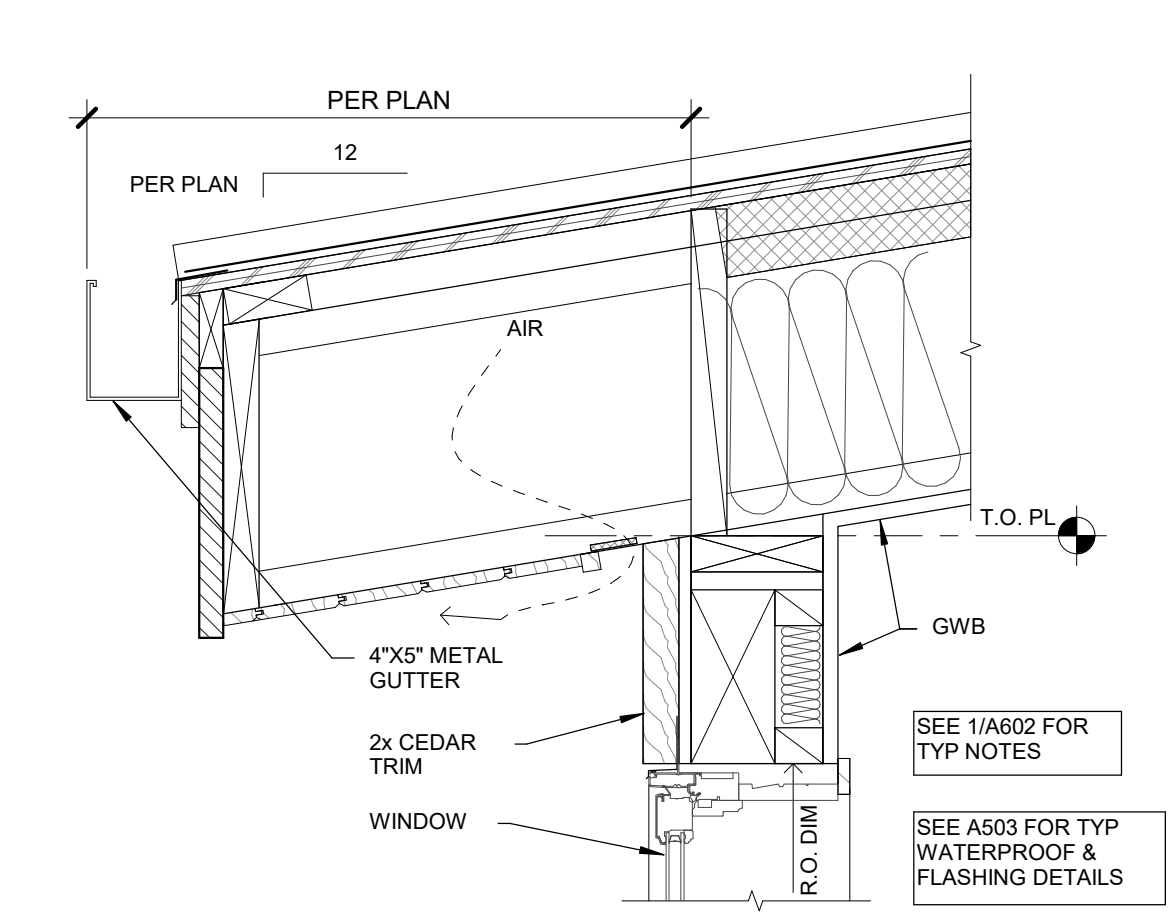 PER PLAN
12
PER PLAN
AIR
T.O. PL
GWB
4"X5" METAL
GUTTER
2x CEDAR
TRIM
SEE 1/A602 FOR
TYP NOTES
WINDOW
R.O. DIM
SEE A503 FOR TYP
WATERPROOF &
FLASHING DETAILS